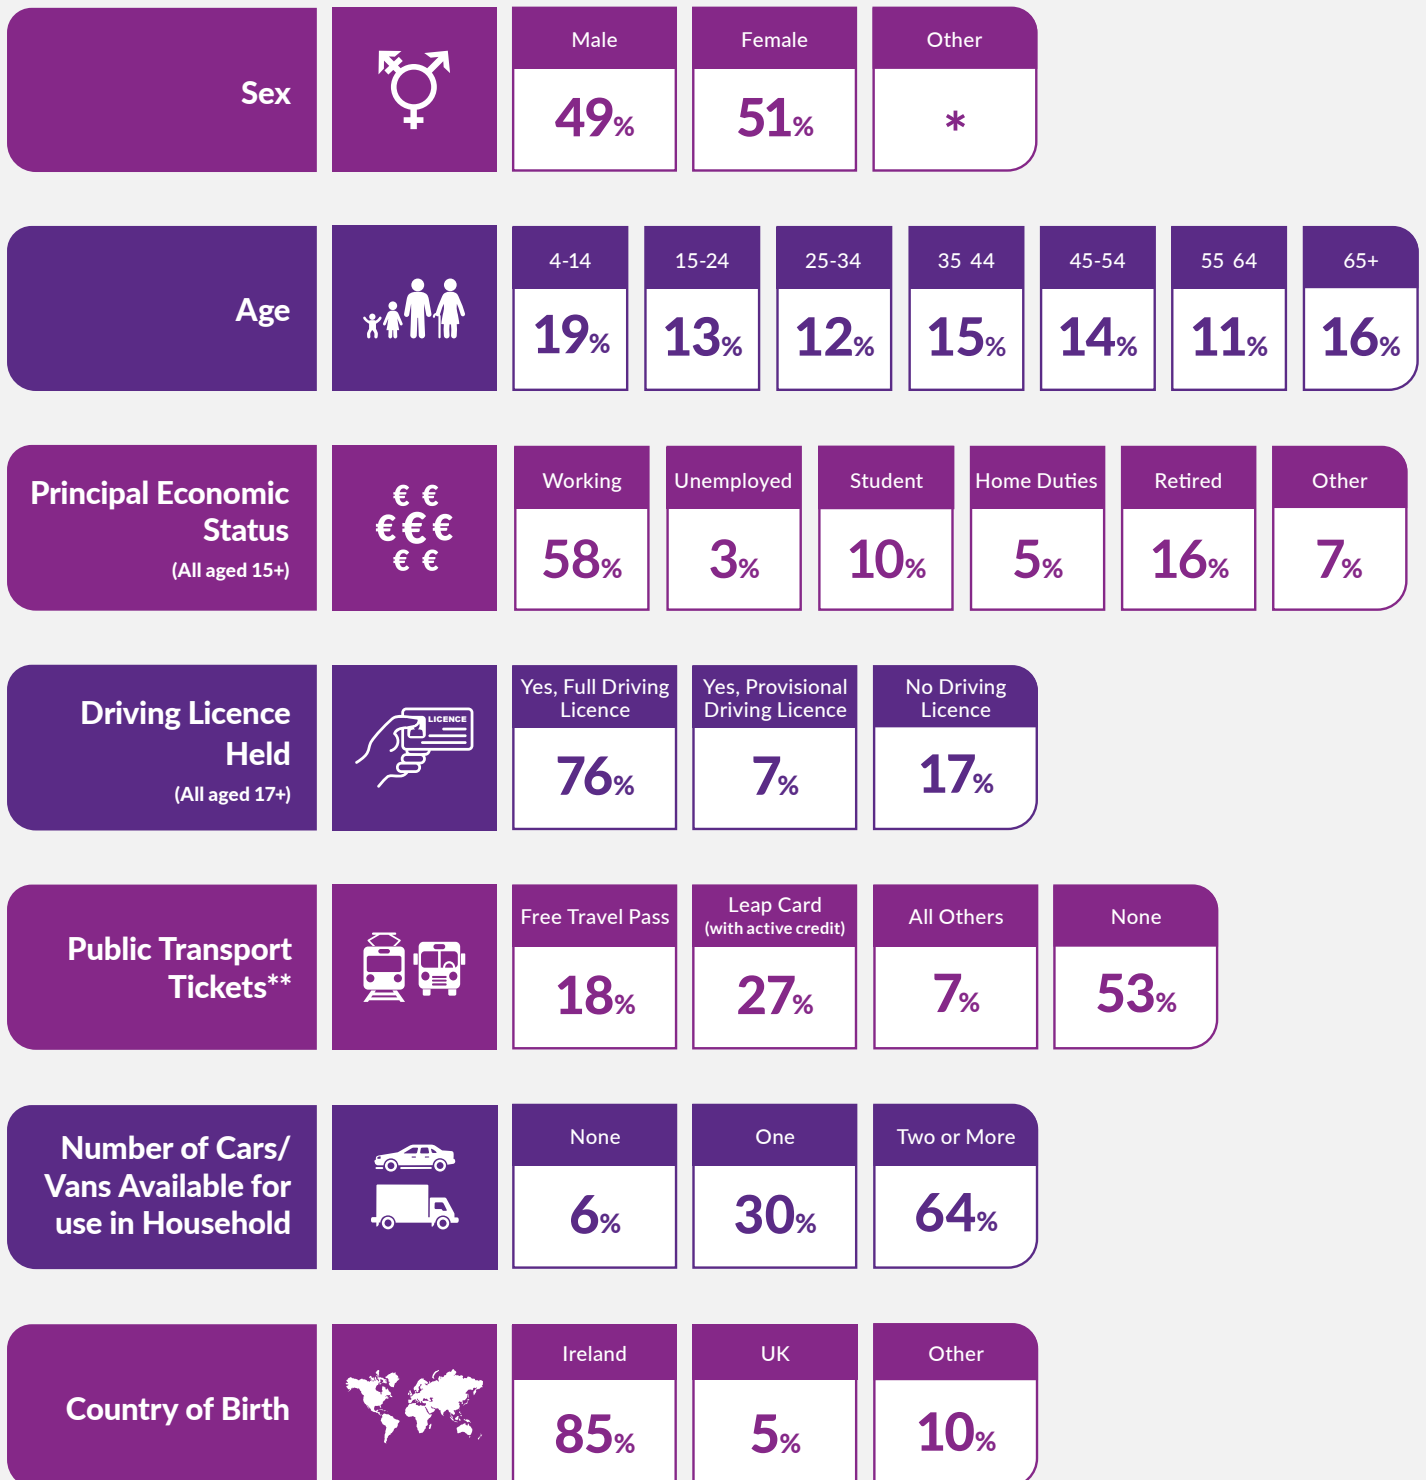 Sex
Male
Female
Other
49%
51%
*
Age
4-14
15-24
25-34
35 44
45-54
55 64
65+
19%
13%
12%
15%
14%
11%
16%
Principal Economic
Status
(All aged 15+)
€ €
€ € €
€ €
Working
Unemployed
Student
Home Duties
Retired
Other
58%
3%
10%
5%
16%
7%
Driving Licence
Held
(All aged 17+)
LICENCE
Yes, Full Driving
Licence
Yes, Provisional
Driving Licence
No Driving
Licence
76%
7%
17%
Public Transport
Tickets**
Free Travel Pass
Leap Card
(with active credit)
All Others
None
18%
27%
7%
53%
Number of Cars/
Vans Available for
use in Household
None
One
Two or More
6%
30%
64%
Country of Birth
Ireland
UK
Other
85%
5%
10%